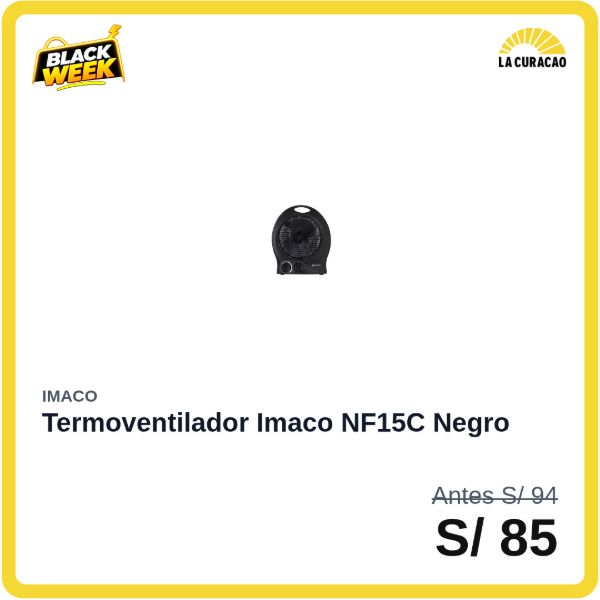 BLACK
WEEK
LA CURACAO
IMACO
Termoventilador Imaco NF15C Negro
Antes S/ 94
S/ 85